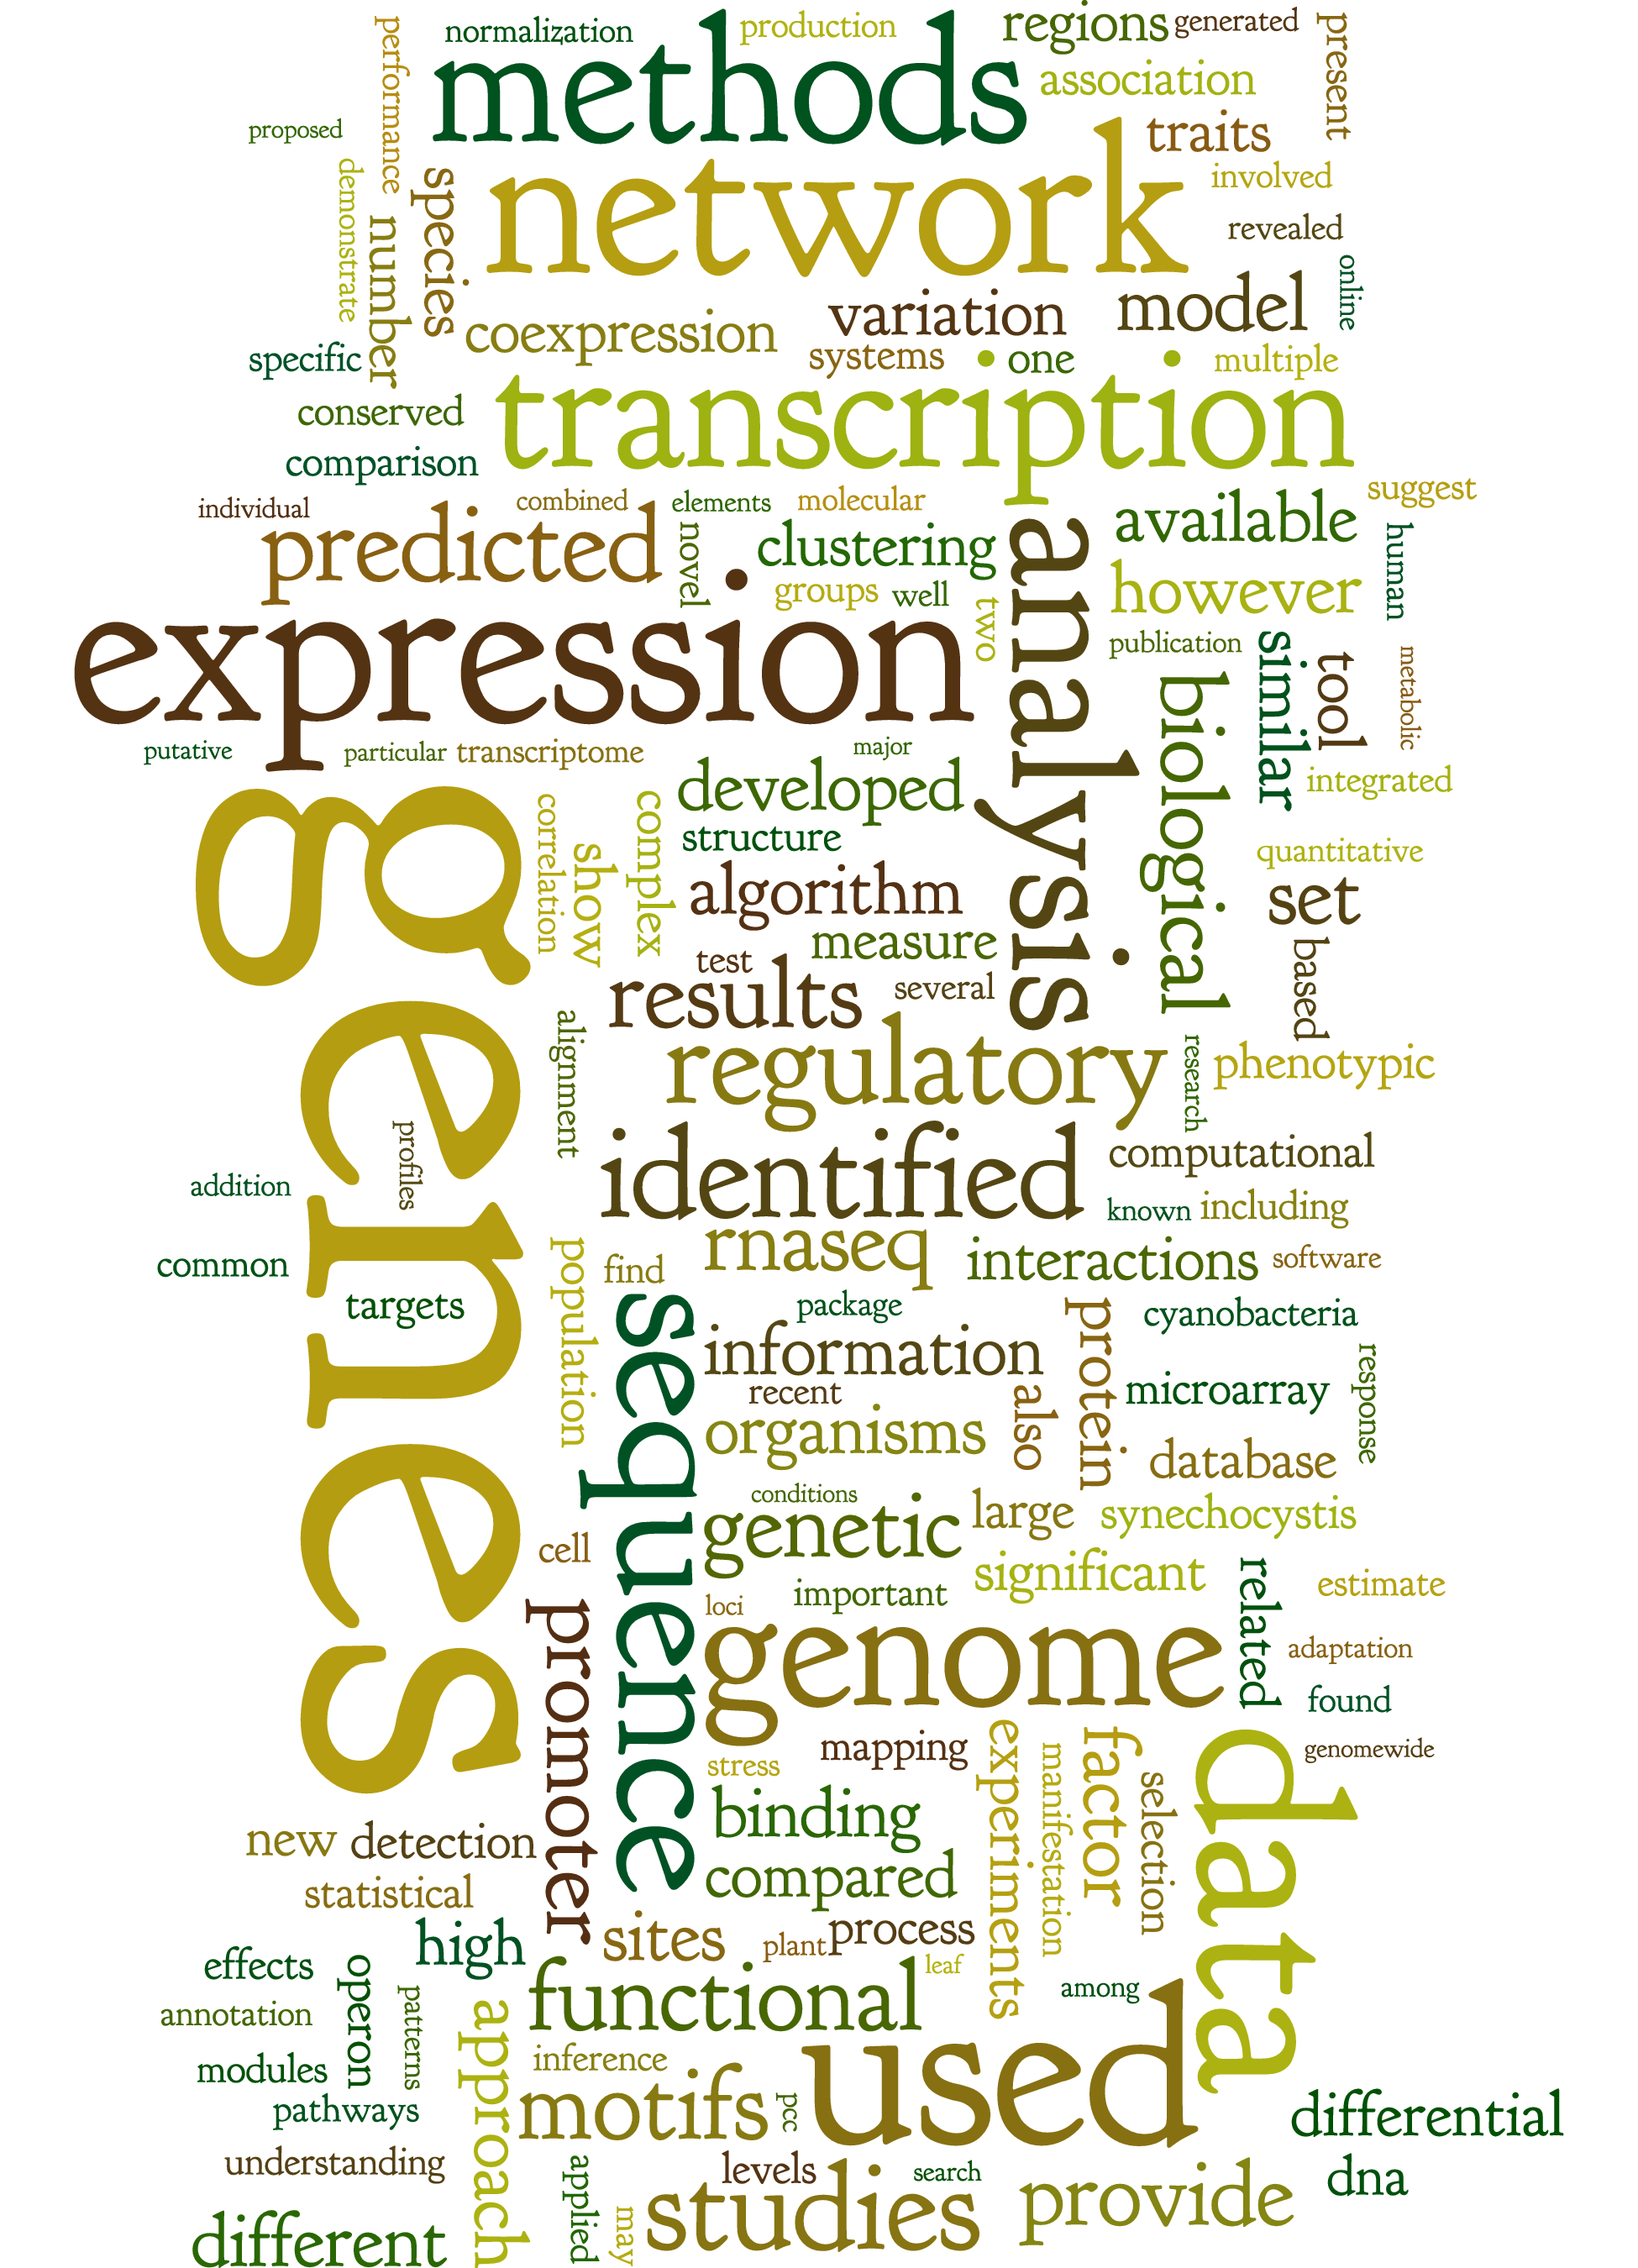 performance
normalization
production
regions
generated
present
methods
association
proposed
demonstrate
species
number
network
traits
involved
revealed
online
coexpression
variation
model
specific
systems
one
multiple
conserved
transcription
comparison
individual
combined
elements
molecular
suggest
predicted
novel
clustering
analysis
available
human
groups
well
two
however
expression
publication
similar
tool
metabolic
biological
putative
particular
transcriptome
major
developed
integrated
genes
correlation
show
complex
structure
quantitative
algorithm
set
measure
based
test
results
several
alignment
regulatory
research
phenotypic
profiles
identified
computational
addition
known
including
population
find
rnaseq
interactions
software
common
targets
sequence
package
protein
cyanobacteria
information
response
recent
also
microarray
organisms
database
conditions
genetic
large
synechocystis
cell
significant
related
estimate
important
promoter
loci
genome
adaptation
found
data
stress
mapping
experiments
manifestation
factor
selection
genomewide
new
detection
binding
statistical
compared
high
sites
plant
process
effects
operon
patterns
leaf
annotation
approach
functional
among
used
modules
inference
pathways
motifs
pcc
differential
understanding
applied
may
levels
search
dna
different
studies
provide